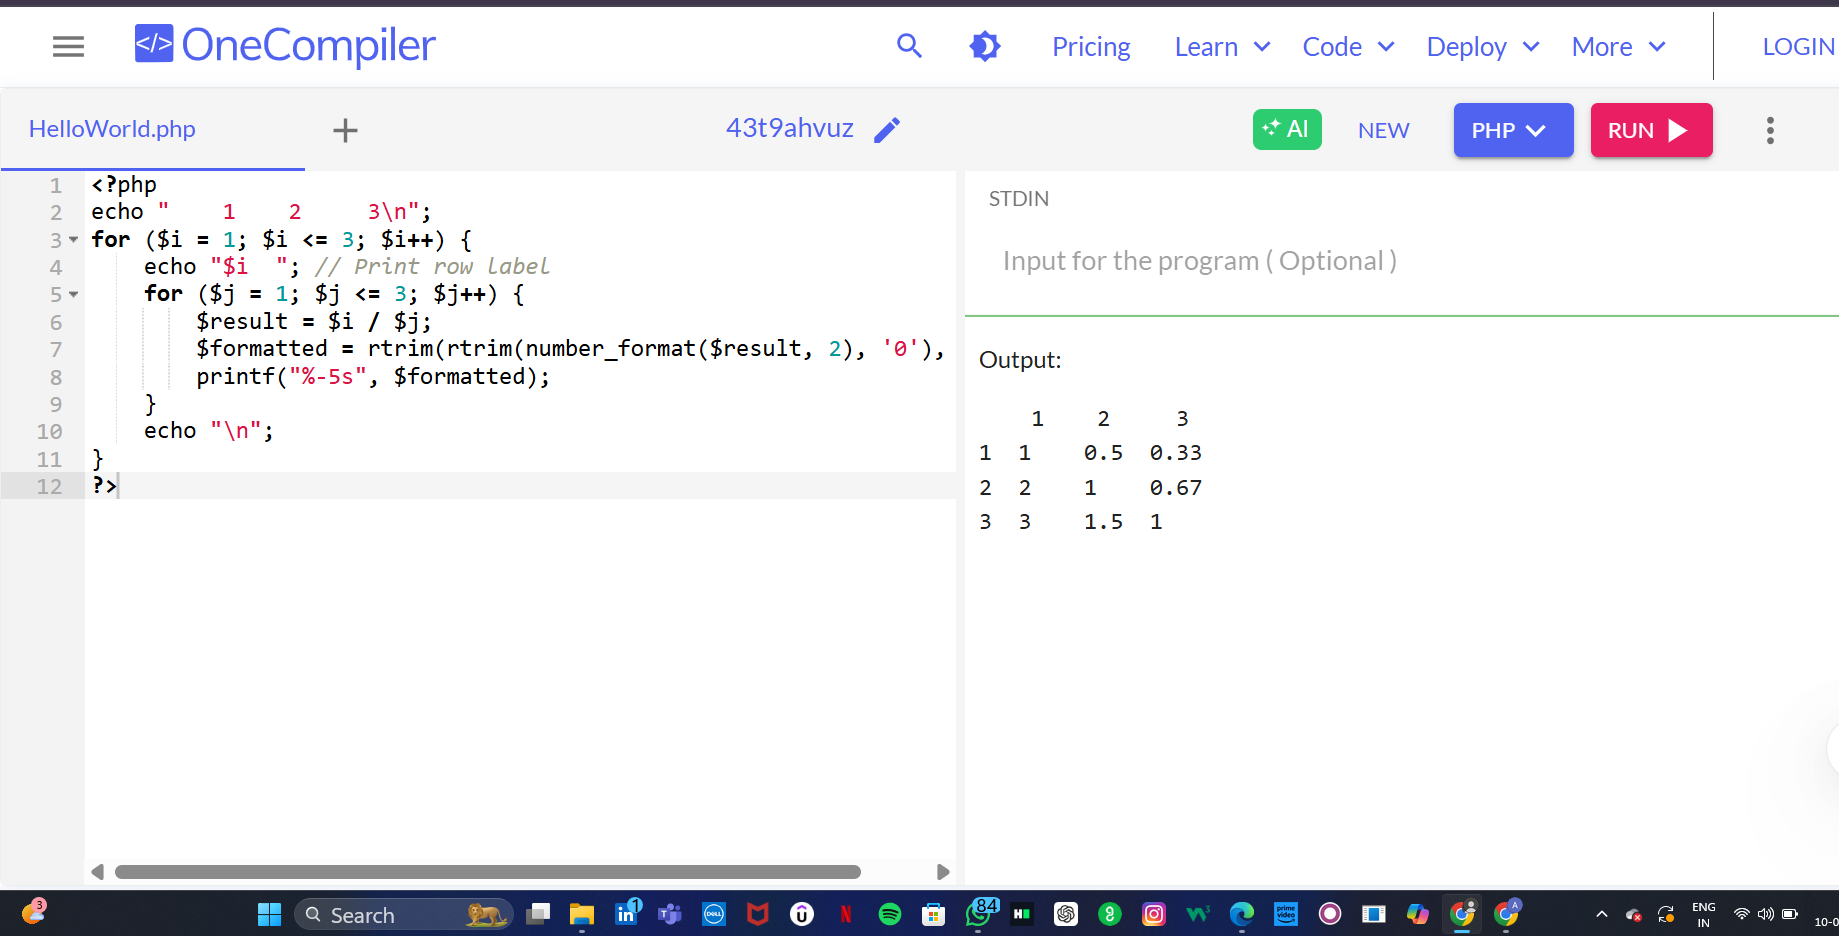 </> OneCompiler
Pricing Learn Code Deploy More LOGIN
HelloWorld.php
43t9ahvuz
AI NEW PHP RUN
1 <?php
2 echo "    1    2     3\n";
3 for ($i = 1; $i <= 3; $i++) {
4     echo "$i  "; // Print row label
5     for ($j = 1; $j <= 3; $j++) {
6         $result = $i / $j;
7         $formatted = rtrim(rtrim(number_format($result, 2), '0'),
8         printf("%-5s", $formatted);
9     }
10     echo "\n";
11 }
12 ?>
STDIN
Input for the program ( Optional )
Output:
    1    2     3
1  1    0.5  0.33
2  2    1    0.67
3  3    1.5  1
3
Search
1
DELL
84
prime video
A
ENG
IN
10-0